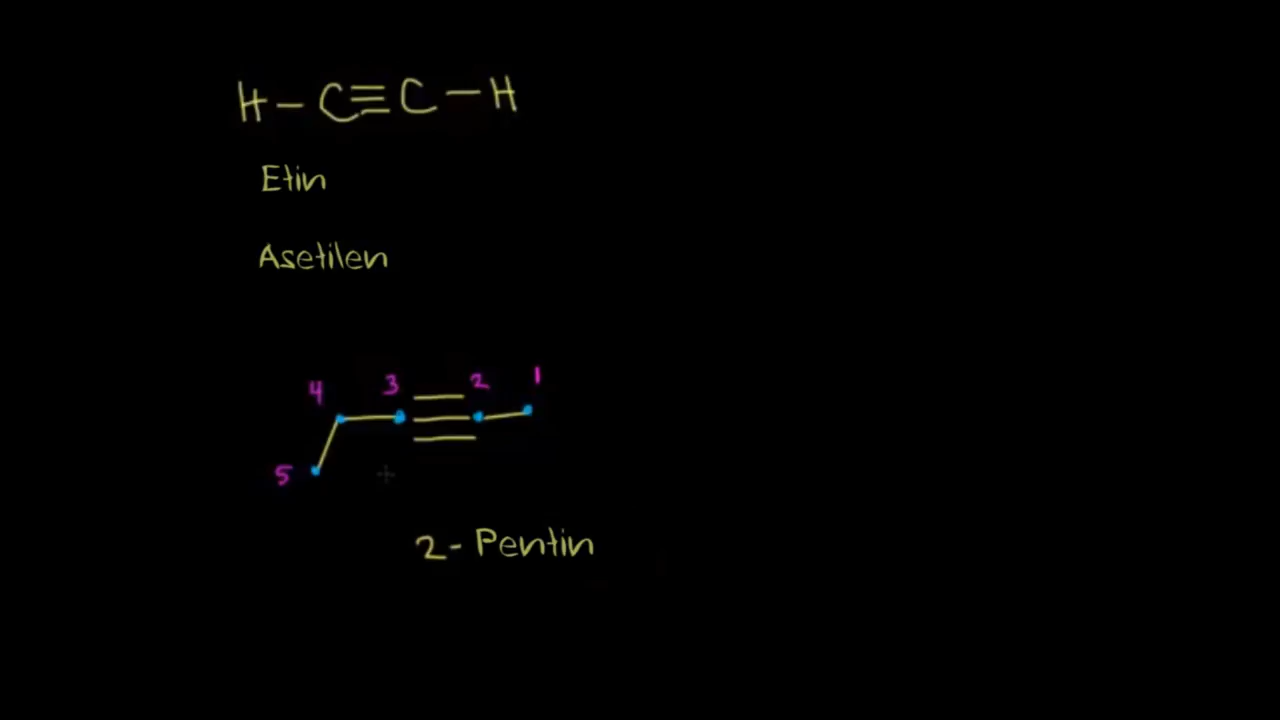 H-C≡C-H
Etin
Asetilen
4 3 2 1
5
2- Pentin